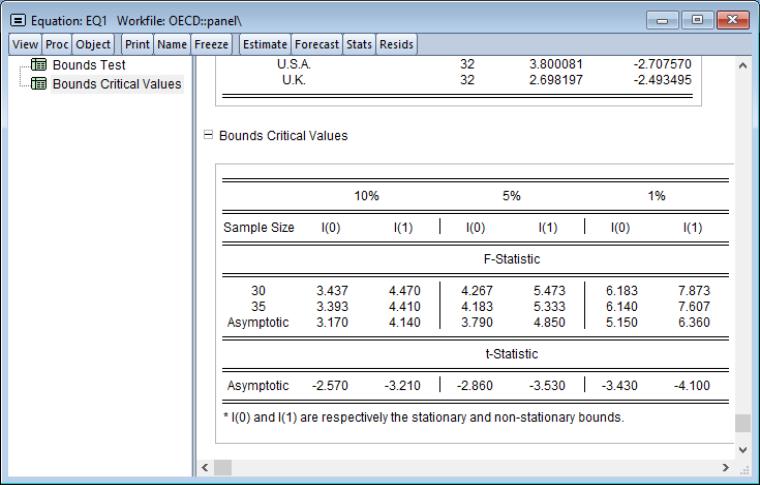 Equation: EQ1 Workfile: OECD::panel\
View Proc Object Print Name Freeze Estimate Forecast Stats Resids
Bounds Test
Bounds Critical Values
U.S.A. 32 3.800081 -2.707570
U.K. 32 2.698197 -2.493495
Bounds Critical Values
10% 5% 1%
Sample Size I(0) I(1) I(0) I(1) I(0) I(1)
F-Statistic
30 3.437 4.470 4.267 5.473 6.183 7.873
35 3.393 4.410 4.183 5.333 6.140 7.607
Asymptotic 3.170 4.140 3.790 4.850 5.150 6.360
t-Statistic
Asymptotic -2.570 -3.210 -2.860 -3.530 -3.430 -4.100
* I(0) and I(1) are respectively the stationary and non-stationary bounds.